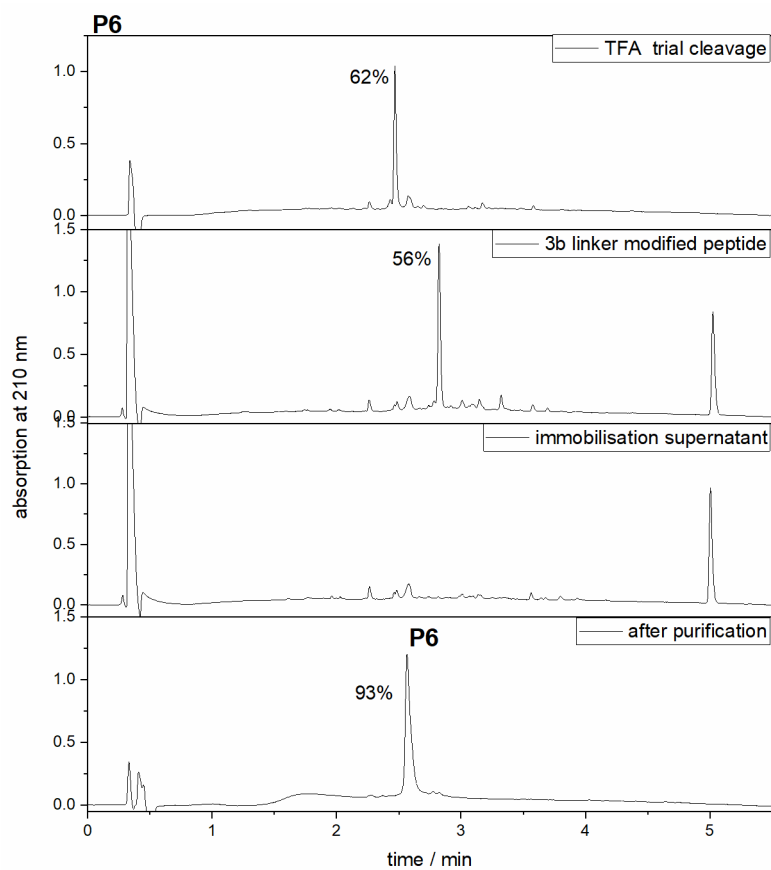 P6
TFA trial cleavage
62%
1.0
0.5
0.0
1.5
3b linker modified peptide
56%
1.0
0.5
0.0
1.5
immobilisation supernatant
1.0
0.5
0.0
1.5
after purification
P6
93%
1.0
0.5
0.0
absorption at 210 nm
0 1 2 3 4 5
time / min